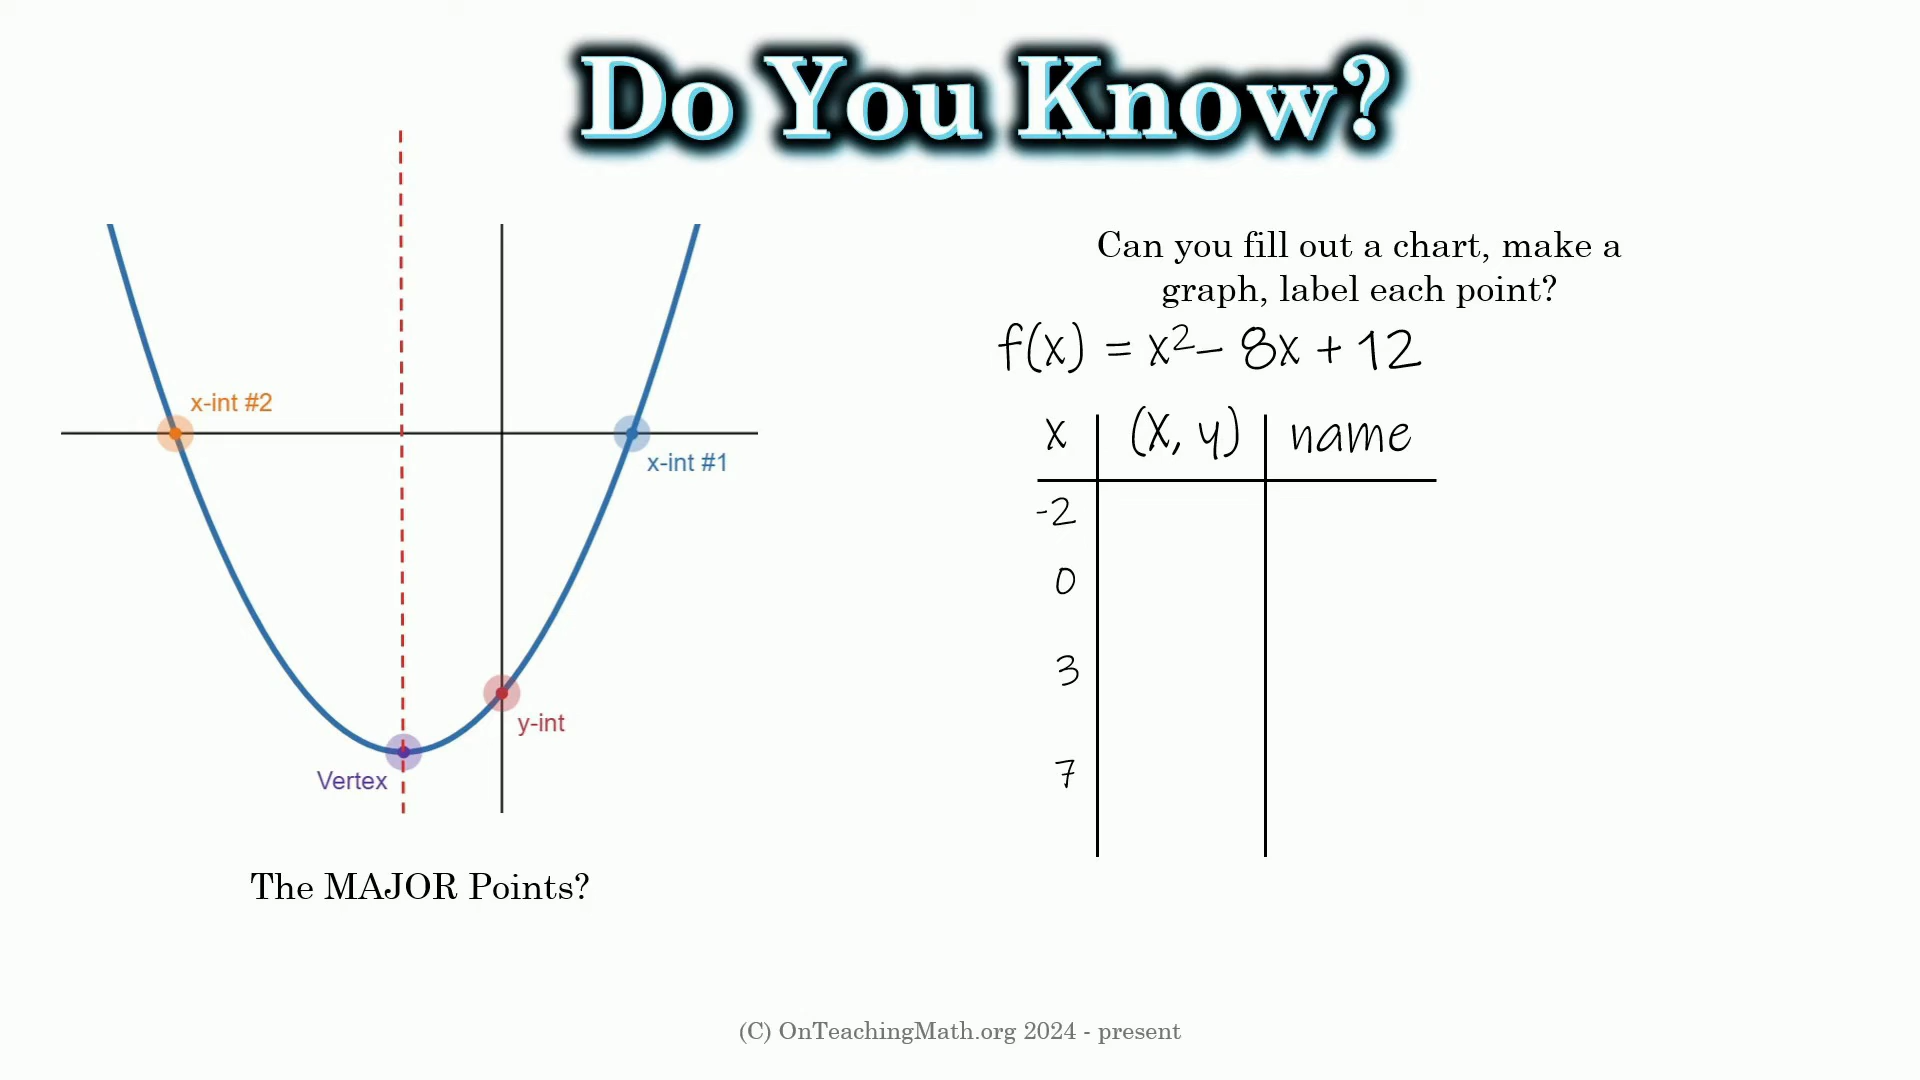 Do You Know?
Can you fill out a chart, make a
graph, label each point?
f(x) = x²- 8x + 12
x (x, y) name
-2
0
3
7
x-int #2
x-int #1
y-int
Vertex
The MAJOR Points?
(C) OnTeachingMath.org 2024 - present